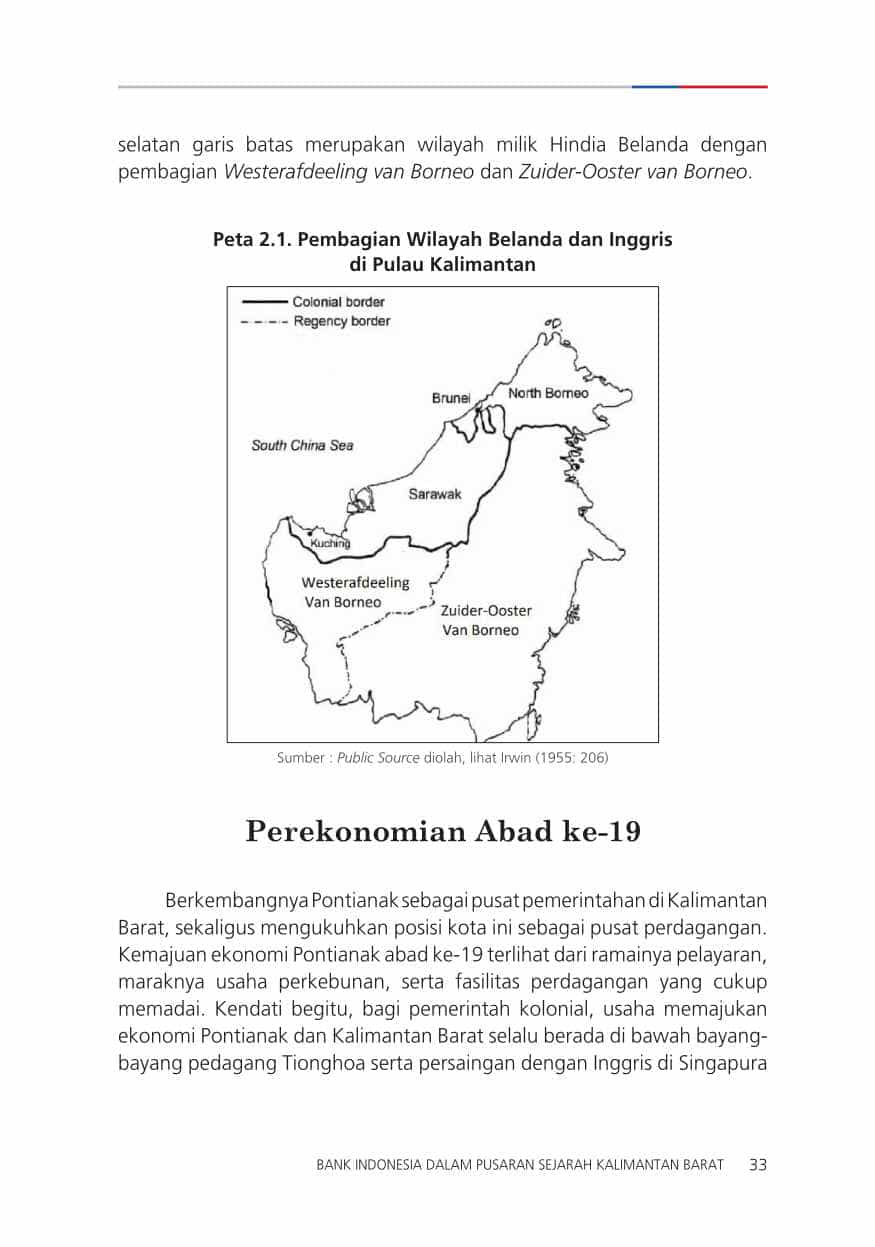 selatan garis batas merupakan wilayah milik Hindia Belanda dengan
pembagian Westerafdeeling van Borneo dan Zuider-Ooster van Borneo.
Peta 2.1. Pembagian Wilayah Belanda dan Inggris
di Pulau Kalimantan
Colonial border
Regency border
Brunei
North Borneo
South China Sea
Sarawak
Kuching
Westerafdeeling
Van Borneo
Zuider-Ooster
Van Borneo
Sumber : Public Source diolah, lihat Irwin (1955: 206)
Perekonomian Abad ke-19
Berkembangnya Pontianak sebagai pusat pemerintahan di Kalimantan
Barat, sekaligus mengukuhkan posisi kota ini sebagai pusat perdagangan.
Kemajuan ekonomi Pontianak abad ke-19 terlihat dari ramainya pelayaran,
maraknya usaha perkebunan, serta fasilitas perdagangan yang cukup
memadai. Kendati begitu, bagi pemerintah kolonial, usaha memajukan
ekonomi Pontianak dan Kalimantan Barat selalu berada di bawah bayang-
bayang pedagang Tionghoa serta persaingan dengan Inggris di Singapura
BANK INDONESIA DALAM PUSARAN SEJARAH KALIMANTAN BARAT 33